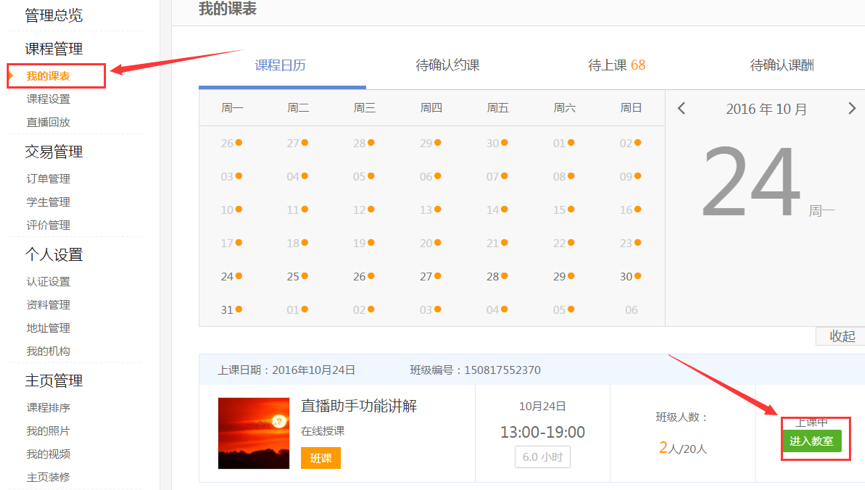 管理总览
课程管理
我的课表
课程设置
直播回放
交易管理
订单管理
学生管理
评价管理
个人设置
认证设置
资料管理
地址管理
我的机构
主页管理
课程排序
我的照片
我的视频
主页装修
我的课表
课程日历 待确认约课 待上课 68 待确认课酬
周一 周二 周三 周四 周五 周六 周日
26 27 28 29 30 01 02
03 04 05 06 07 08 09
10 11 12 13 14 15 16
17 18 19 20 21 22 23
24 25 26 27 28 29 30
31 01 02 03 04 05 06
2016 年 10 月
24 周一
收起
上课日期：2016年10月24日 班级编号：150817552370
直播助手功能讲解
在线授课
班课
10月24日
13:00-19:00
6.0 小时
班级人数：
2人/20人
上课中
进入教室